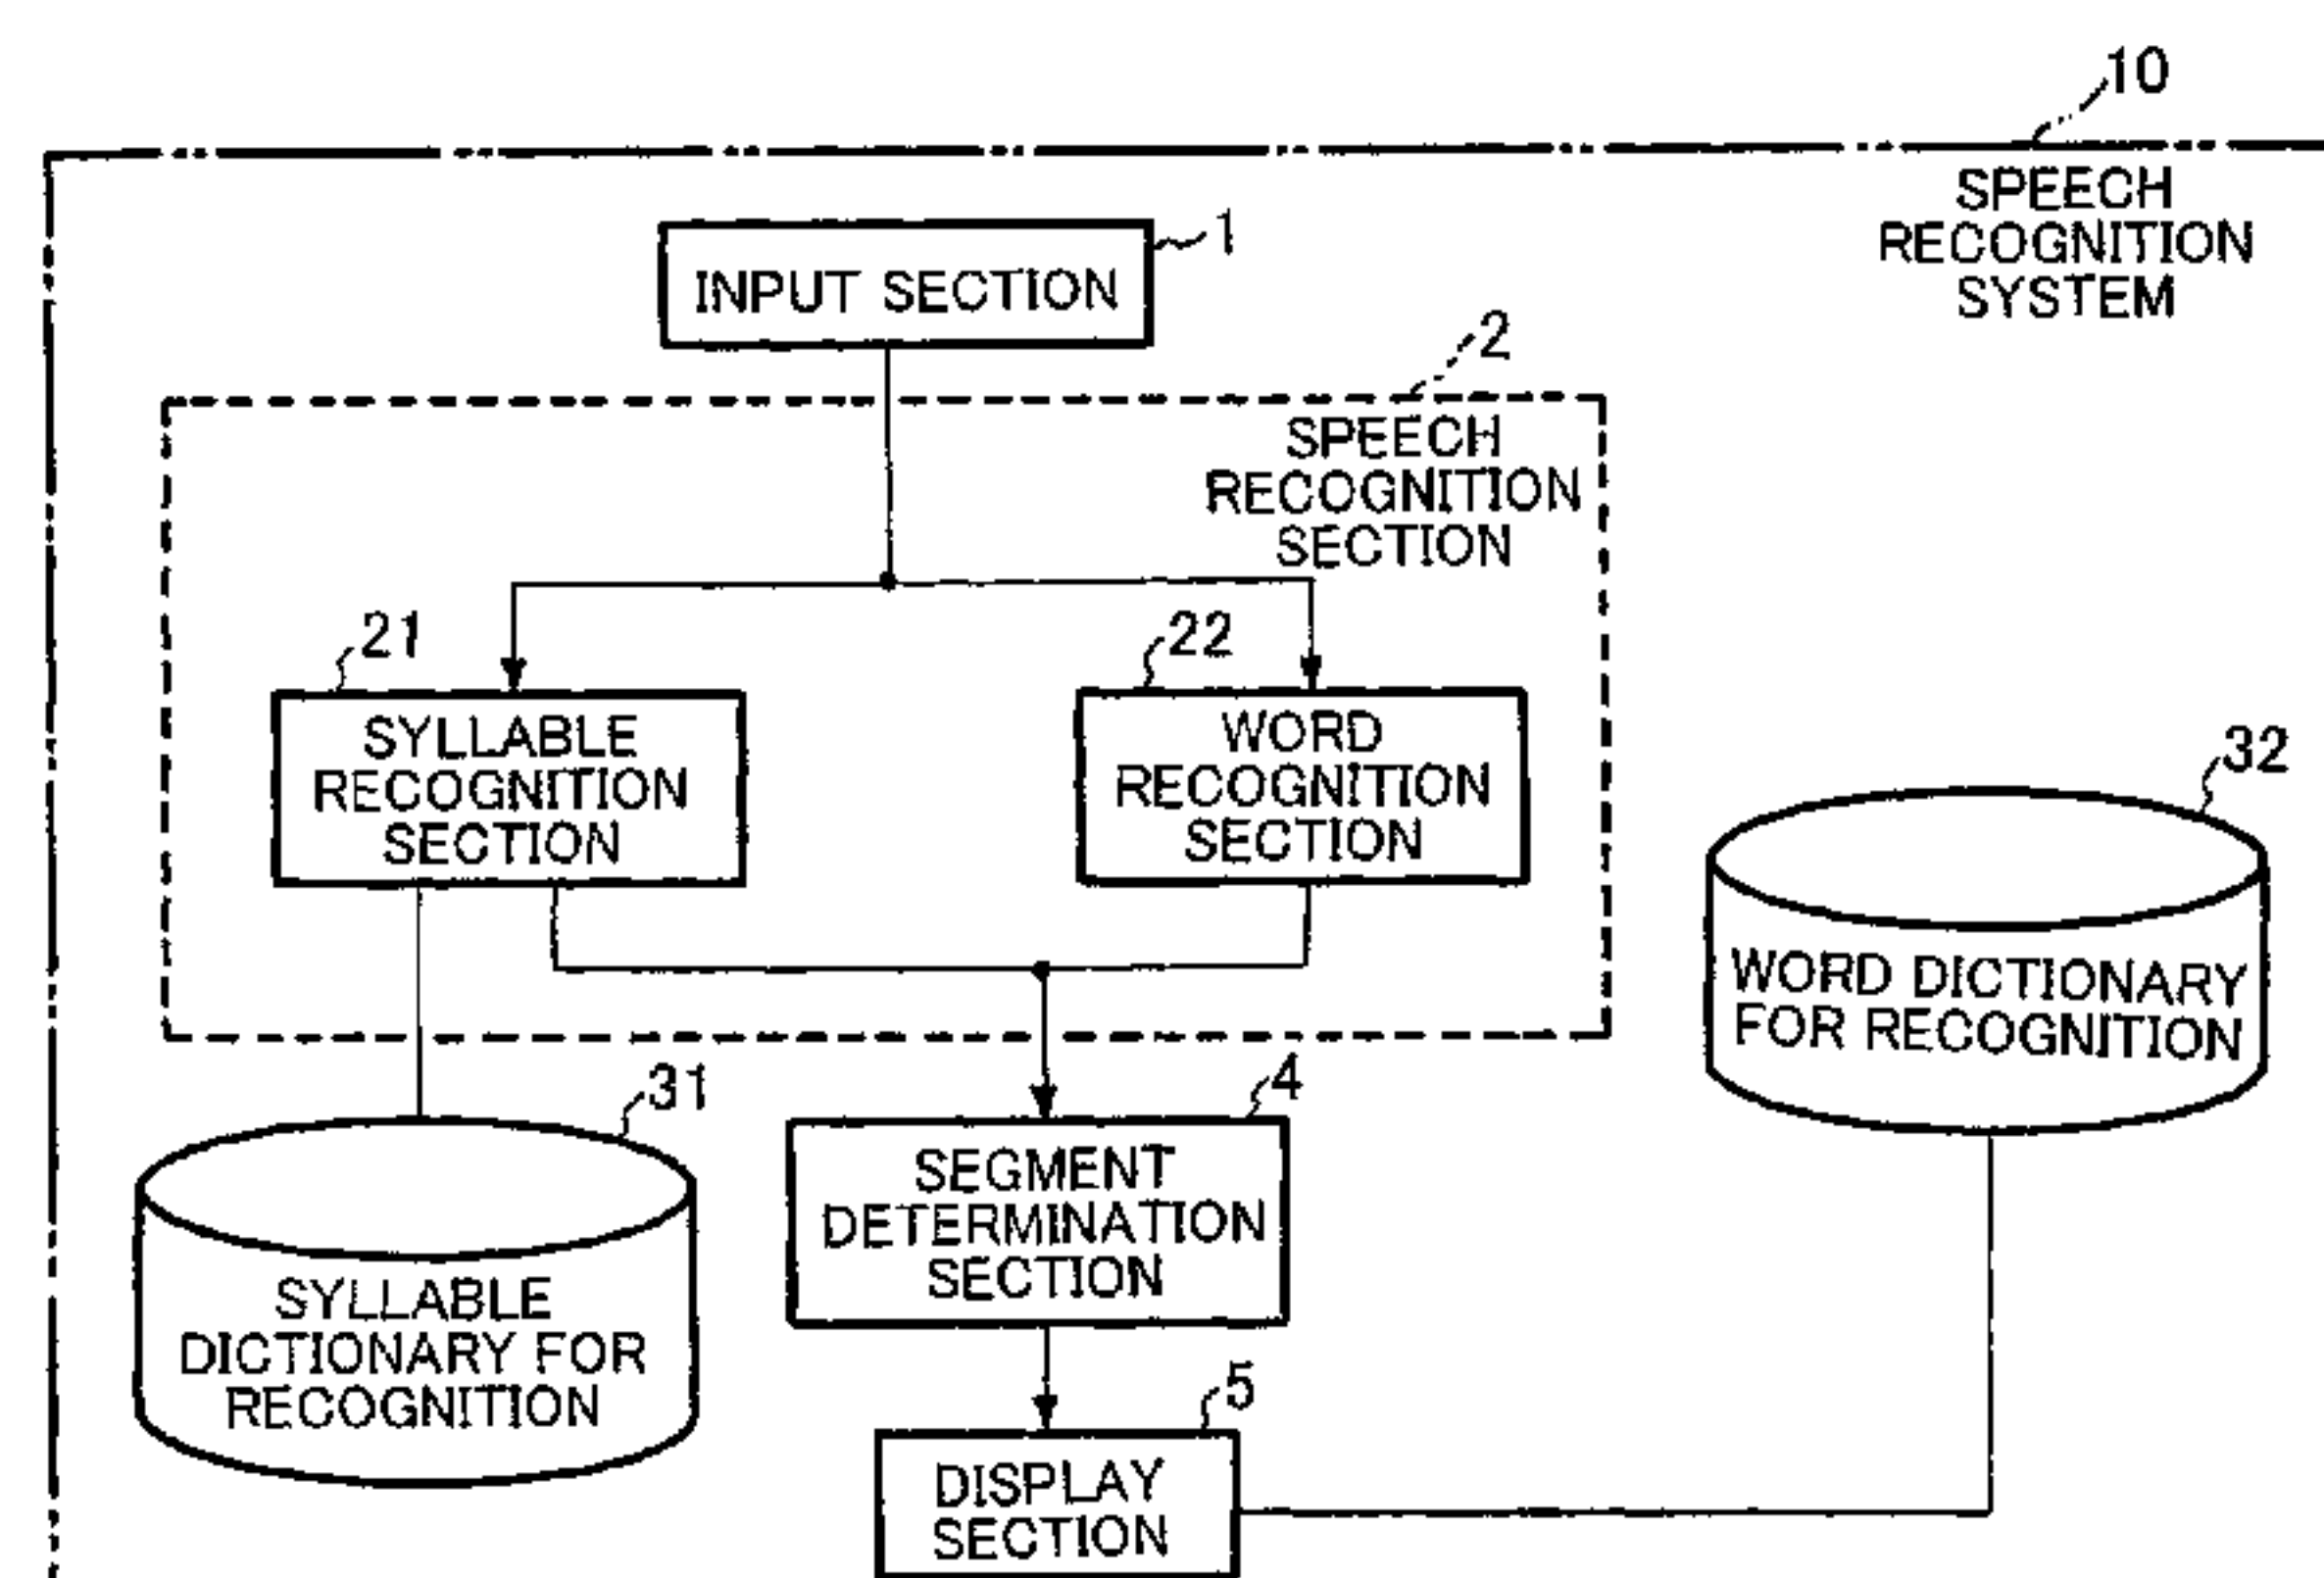 10
SPEECH
RECOGNITION
SYSTEM
1
INPUT SECTION
2
SPEECH
RECOGNITION
SECTION
21
SYLLABLE
RECOGNITION
SECTION
22
WORD
RECOGNITION
SECTION
32
WORD DICTIONARY
FOR RECOGNITION
31
SYLLABLE
DICTIONARY FOR
RECOGNITION
4
SEGMENT
DETERMINATION
SECTION
5
DISPLAY
SECTION